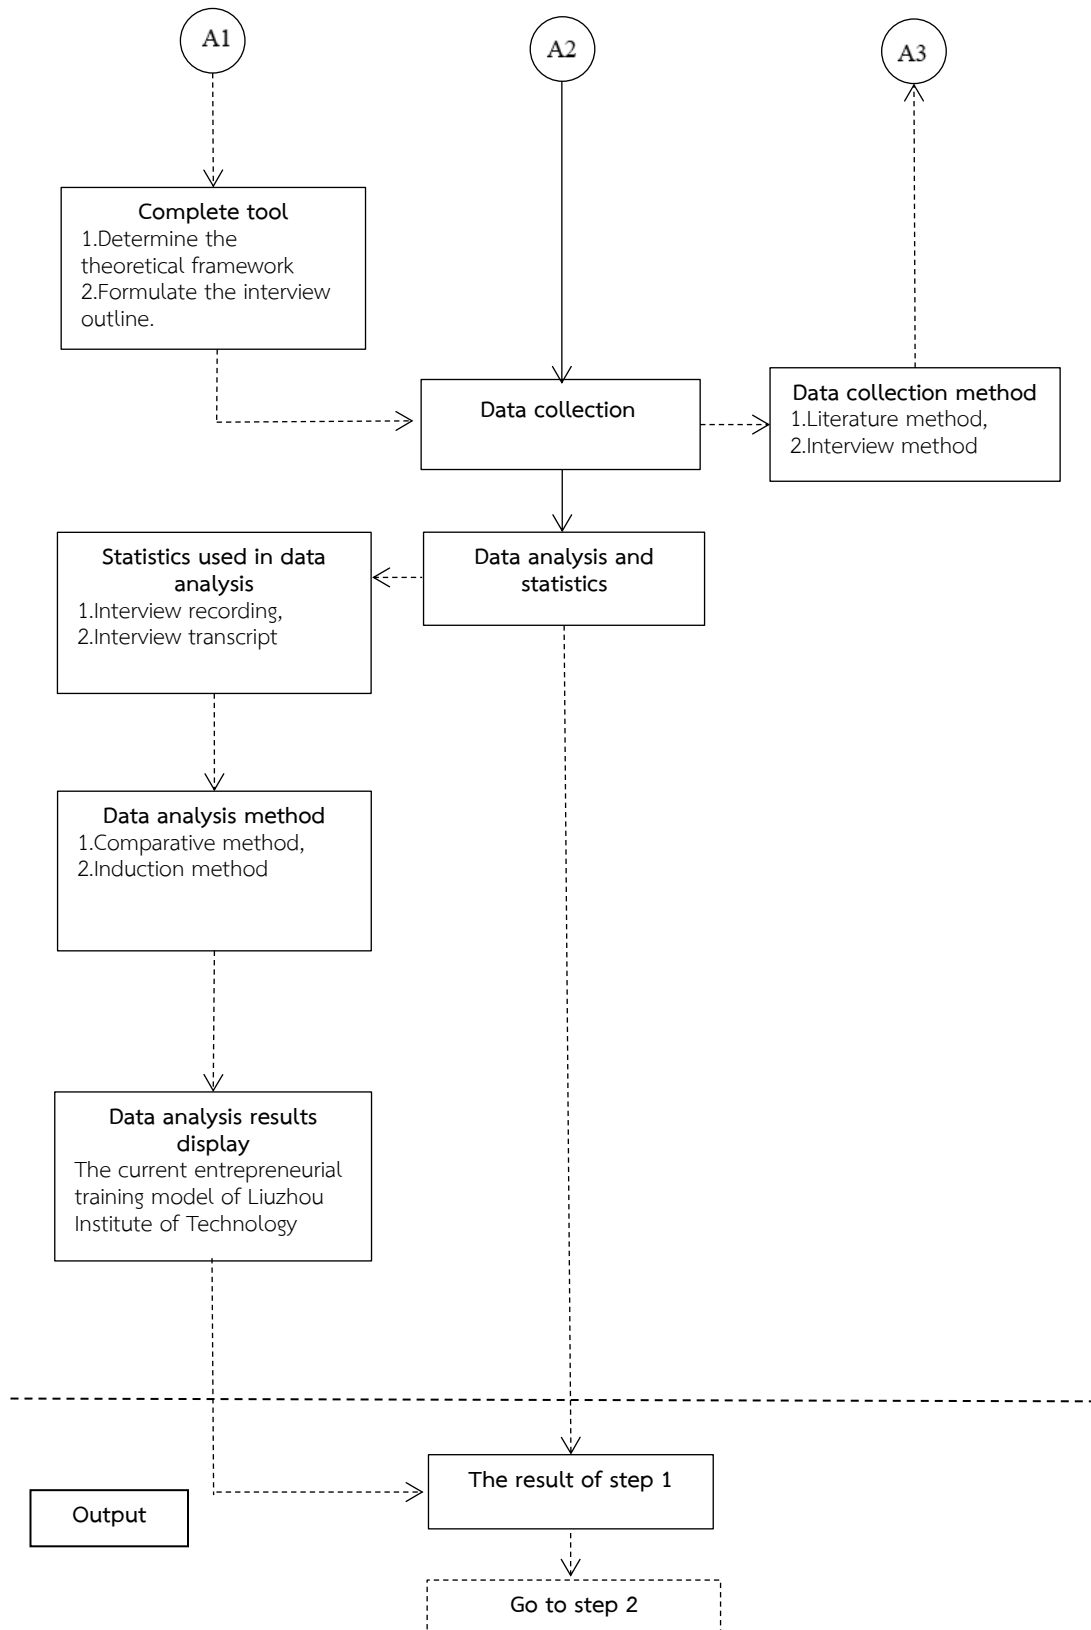 A1
A2
A3
Complete tool
1.Determine the
theoretical framework
2.Formulate the interview
outline.
Data collection
Data collection method
1.Literature method,
2.Interview method
Statistics used in data
analysis
1.Interview recording,
2.Interview transcript
Data analysis and
statistics
Data analysis method
1.Comparative method,
2.Induction method
Data analysis results
display
The current entrepreneurial
training model of Liuzhou
Institute of Technology
The result of step 1
Output
Go to step 2